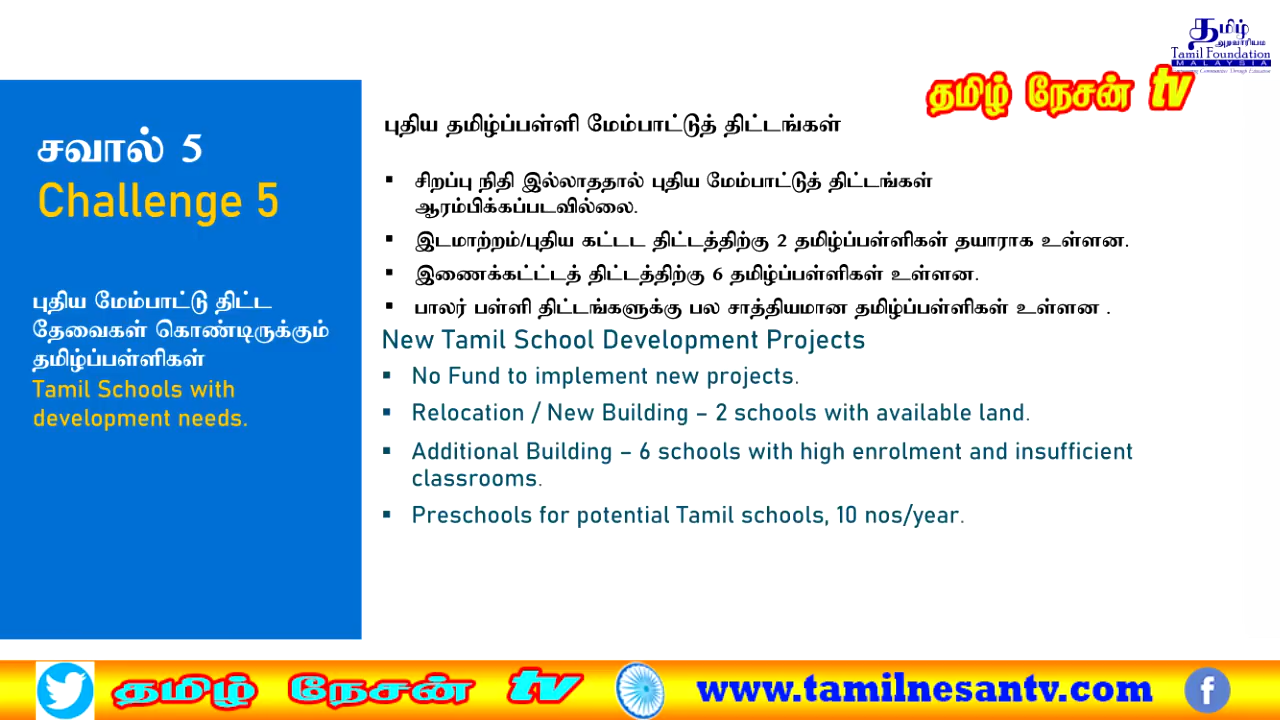 தமிழ்
அறவாரியம
Tamil Foundation
MALAYSIA
தமிழ் நேசன் tv
சவால் 5
Challenge 5
புதிய மேம்பாட்டு திட்ட
தேவைகள் கொண்டிருக்கும்
தமிழ்ப்பள்ளிகள்
Tamil Schools with
development needs.
புதிய தமிழ்ப்பள்ளி மேம்பாட்டுத் திட்டங்கள்
▪ சிறப்பு நிதி இல்லாததால் புதிய மேம்பாட்டுத் திட்டங்கள்
ஆரம்பிக்கப்படவில்லை.
▪ இடமாற்றம்/புதிய கட்டட திட்டத்திற்கு 2 தமிழ்ப்பள்ளிகள் தயாராக உள்ளன.
▪ இணைக்கட்ட்டத் திட்டத்திற்கு 6 தமிழ்ப்பள்ளிகள் உள்ளன.
▪ பாலர் பள்ளி திட்டங்களுக்கு பல சாத்தியமான தமிழ்ப்பள்ளிகள் உள்ளன .
New Tamil School Development Projects
▪ No Fund to implement new projects.
▪ Relocation / New Building – 2 schools with available land.
▪ Additional Building – 6 schools with high enrolment and insufficient
classrooms.
▪ Preschools for potential Tamil schools, 10 nos/year.
தமிழ் நேசன் tv
www.tamilnesantv.com